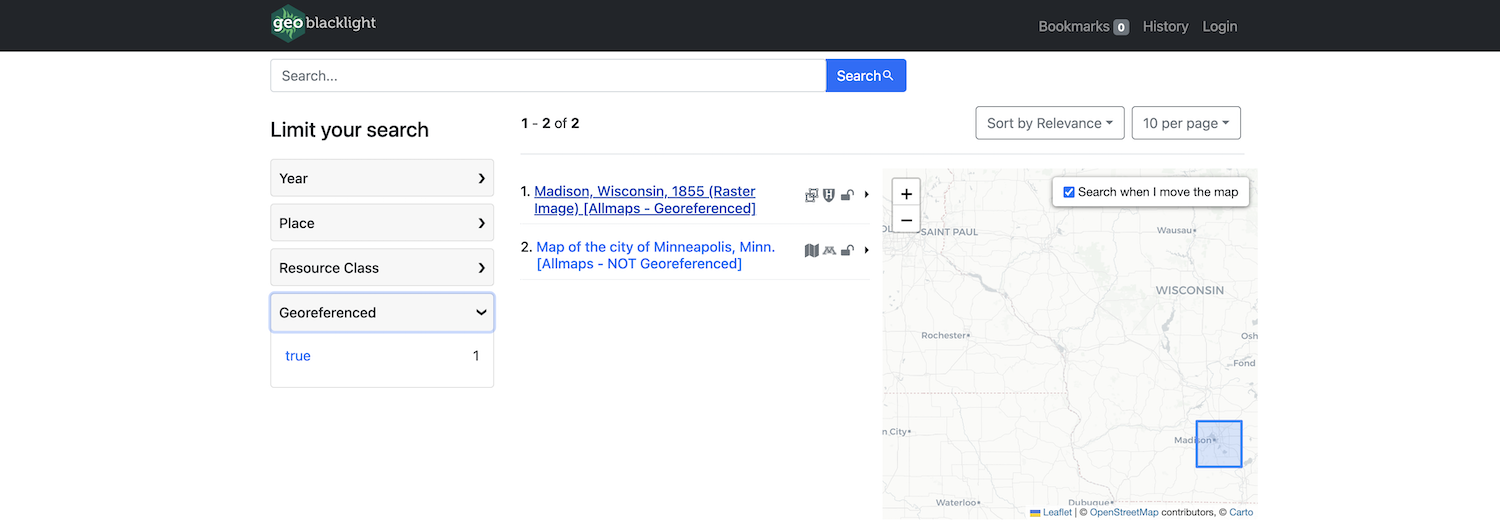 geoblacklight
Bookmarks 0 History Login
Search...
Search
Limit your search
1 - 2 of 2
Sort by Relevance
10 per page
Year
Place
Resource Class
Georeferenced
true 1
1. Madison, Wisconsin, 1855 (Raster
Image) [Allmaps - Georeferenced]
2. Map of the city of Minneapolis, Minn.
[Allmaps - NOT Georeferenced]
+
−
Search when I move the map
SAINT PAUL
Wausau
WISCONSIN
Rochester
Osh
Fond
n City
Madison
Waterloo
Dubuque
Leaflet | © OpenStreetMap contributors, © Carto